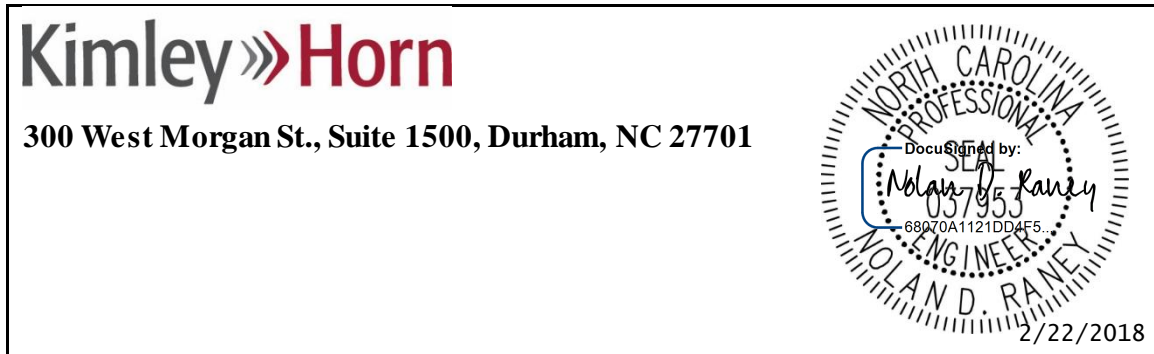 Kimley»Horn
300 West Morgan St., Suite 1500, Durham, NC 27701
NORTH CAROLINA
PROFESSIONAL
DocuSigned by:
SEAL
Nolan D. Raney
037953
68070A1121DD4F5...
ENGINEER
NOLAN D. RANEY
2/22/2018